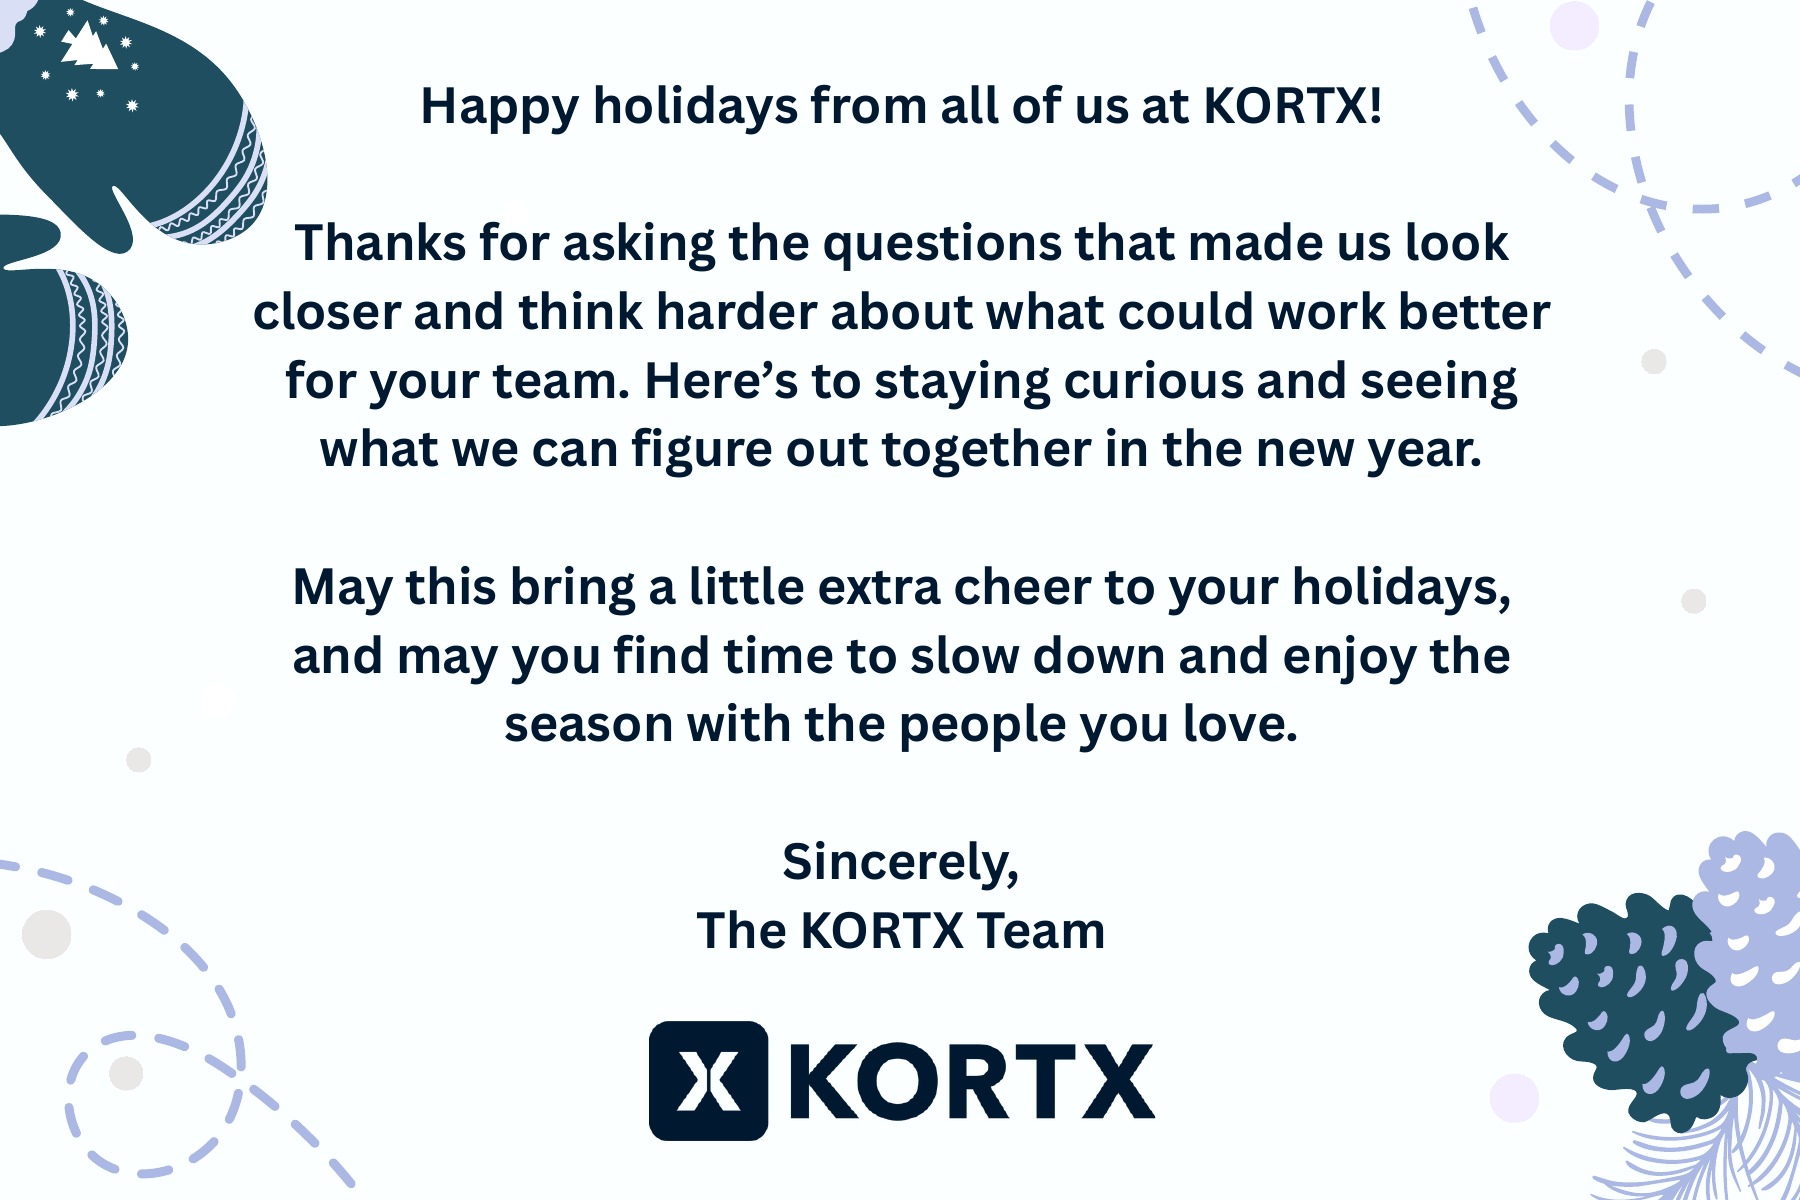 Happy holidays from all of us at KORTX!
Thanks for asking the questions that made us look
closer and think harder about what could work better
for your team. Here’s to staying curious and seeing
what we can figure out together in the new year.
May this bring a little extra cheer to your holidays,
and may you find time to slow down and enjoy the
season with the people you love.
Sincerely,
The KORTX Team
X KORTX